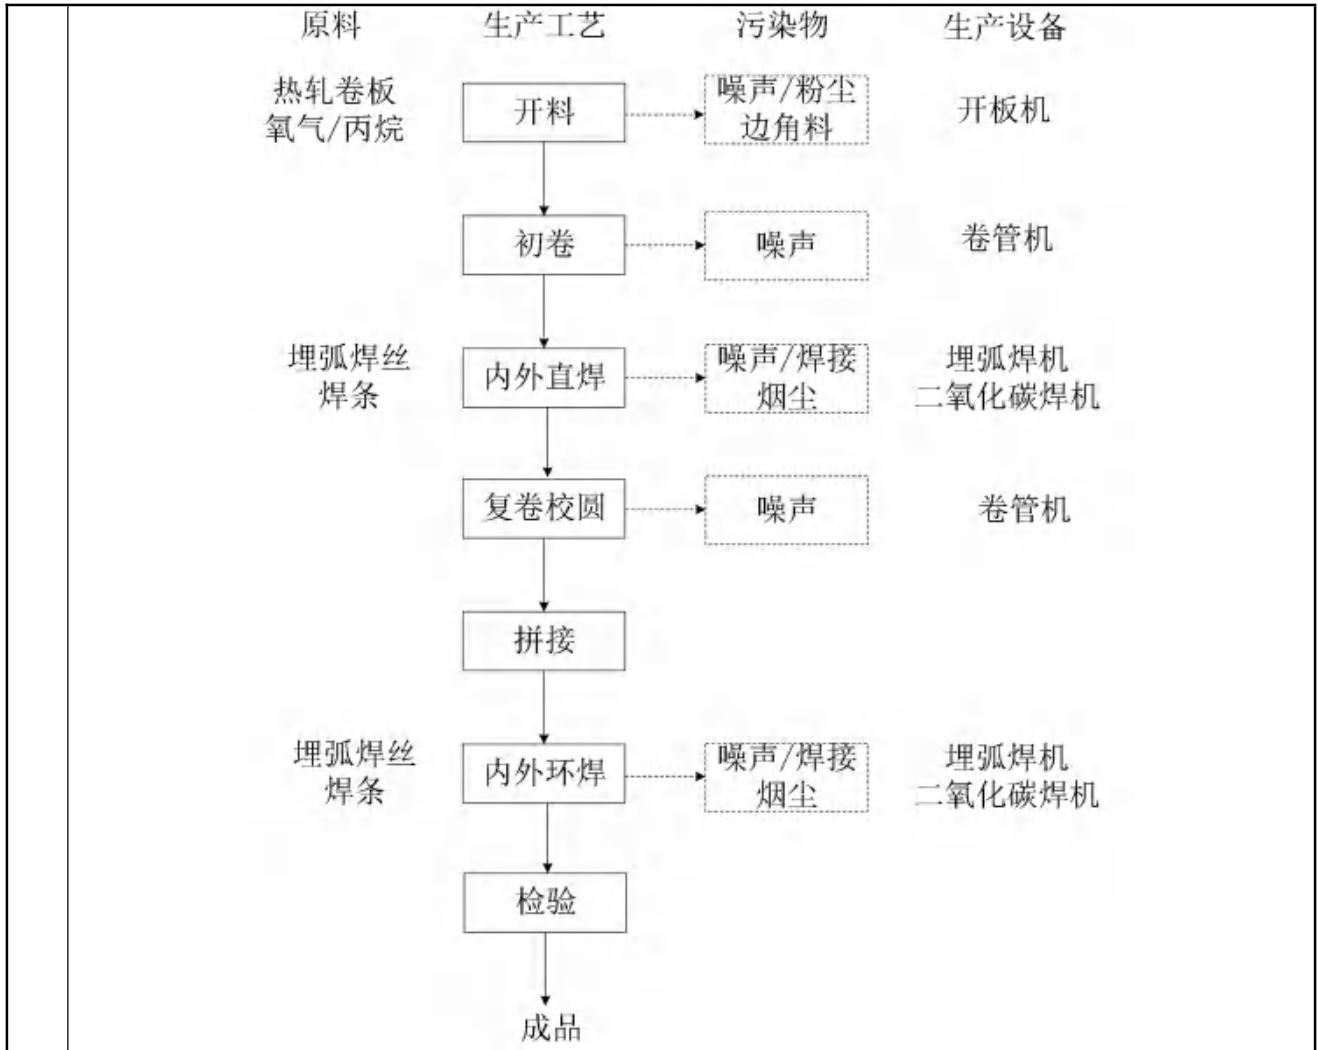 原料 生产工艺 污染物 生产设备
热轧卷板
氧气/丙烷
开料
噪声/粉尘
边角料
开板机
初卷
噪声
卷管机
埋弧焊丝
焊条
内外直焊
噪声/焊接
烟尘
埋弧焊机
二氧化碳焊机
复卷校圆
噪声
卷管机
拼接
埋弧焊丝
焊条
内外环焊
噪声/焊接
烟尘
埋弧焊机
二氧化碳焊机
检验
成品